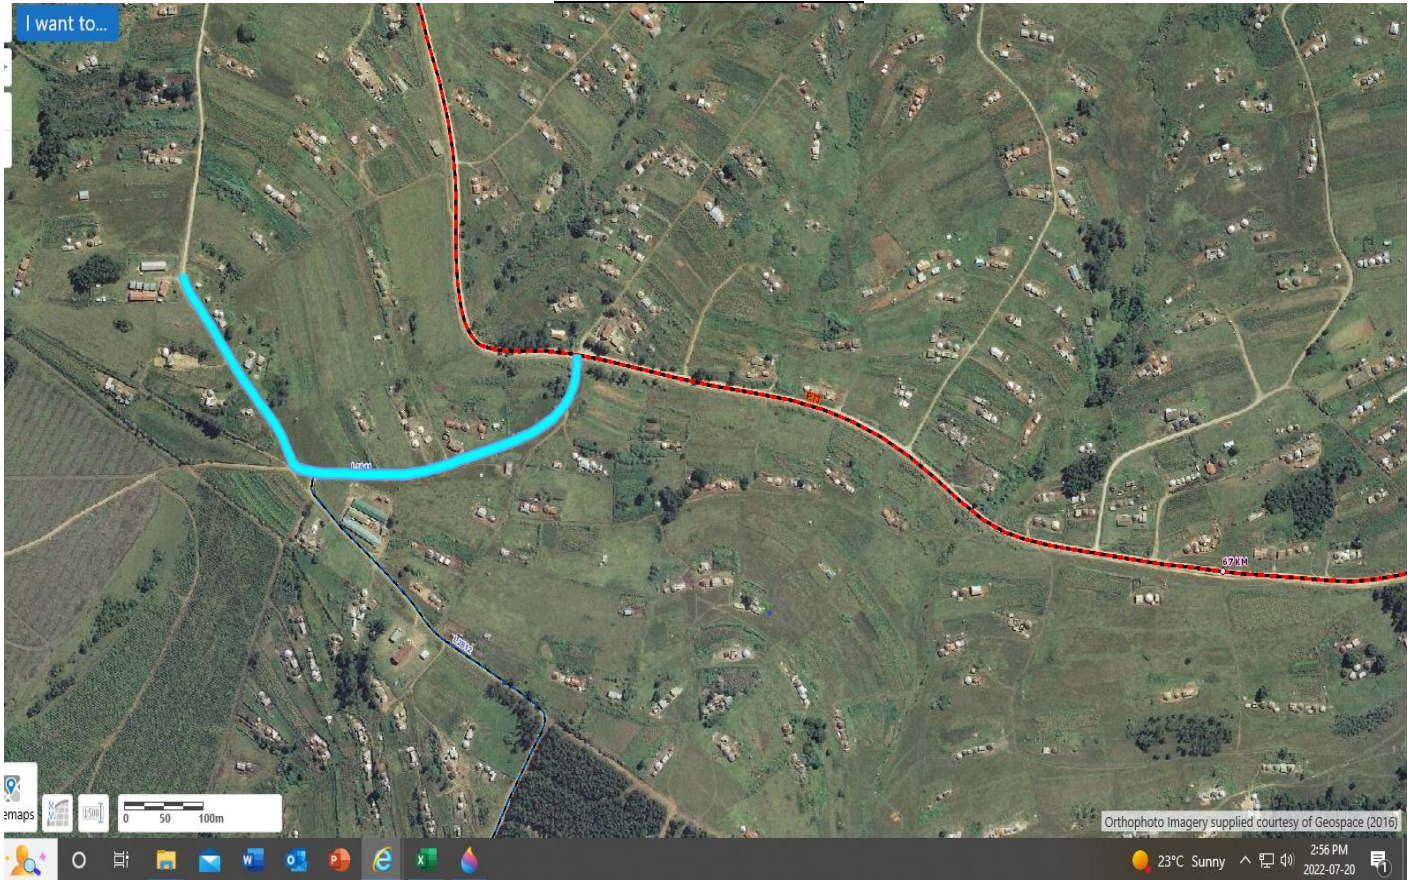 I want to...
67 KM
emaps
0 50 100m
Orthophoto Imagery supplied courtesy of Geospace (2016)
23°C Sunny
2:56 PM
2022-07-20
1